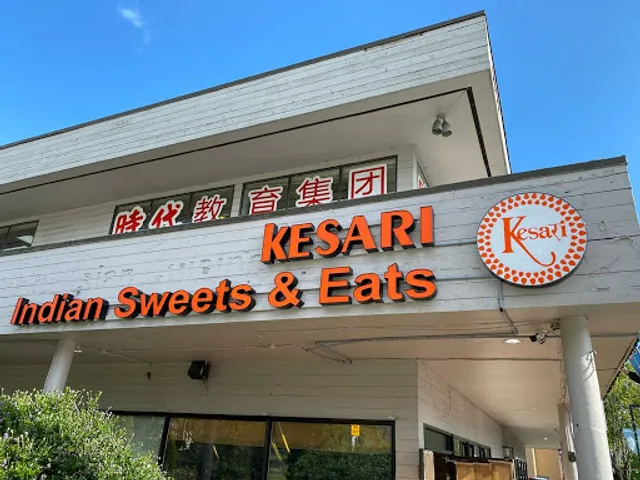 時代教育集团
KESARI
Kesari
Indian Sweets & Eats